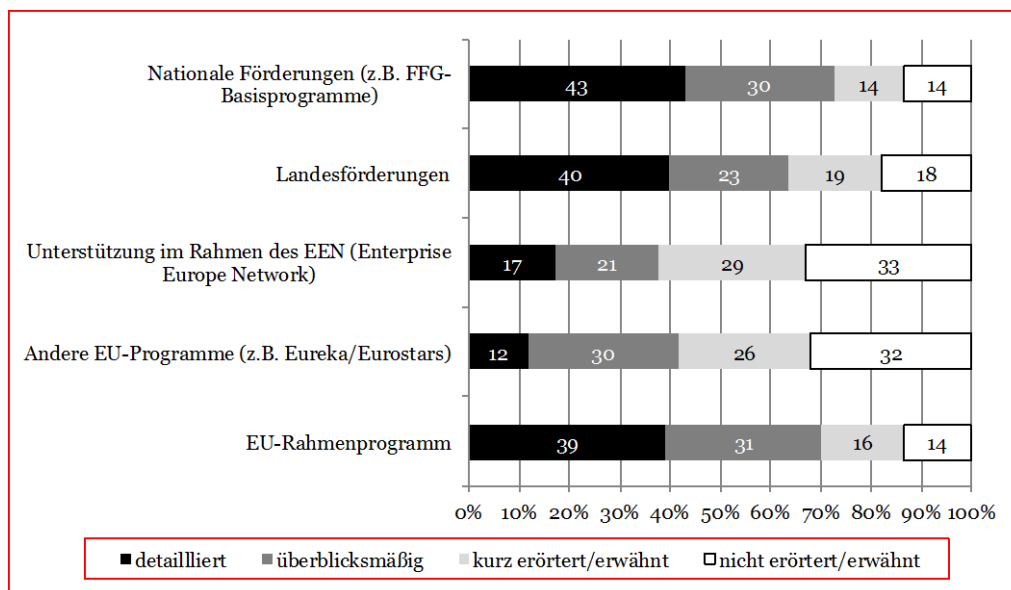 Nationale Förderungen (z.B. FFG-
Basisprogramme)
43 30 14 14
Landesförderungen
40 23 19 18
Unterstützung im Rahmen des EEN (Enterprise
Europe Network)
17 21 29 33
Andere EU-Programme (z.B. Eureka/Eurostars)
12 30 26 32
EU-Rahmenprogramm
39 31 16 14
0% 10% 20% 30% 40% 50% 60% 70% 80% 90% 100%
detailliert überblicksmäßig kurz erörtert/erwähnt nicht erörtert/erwähnt